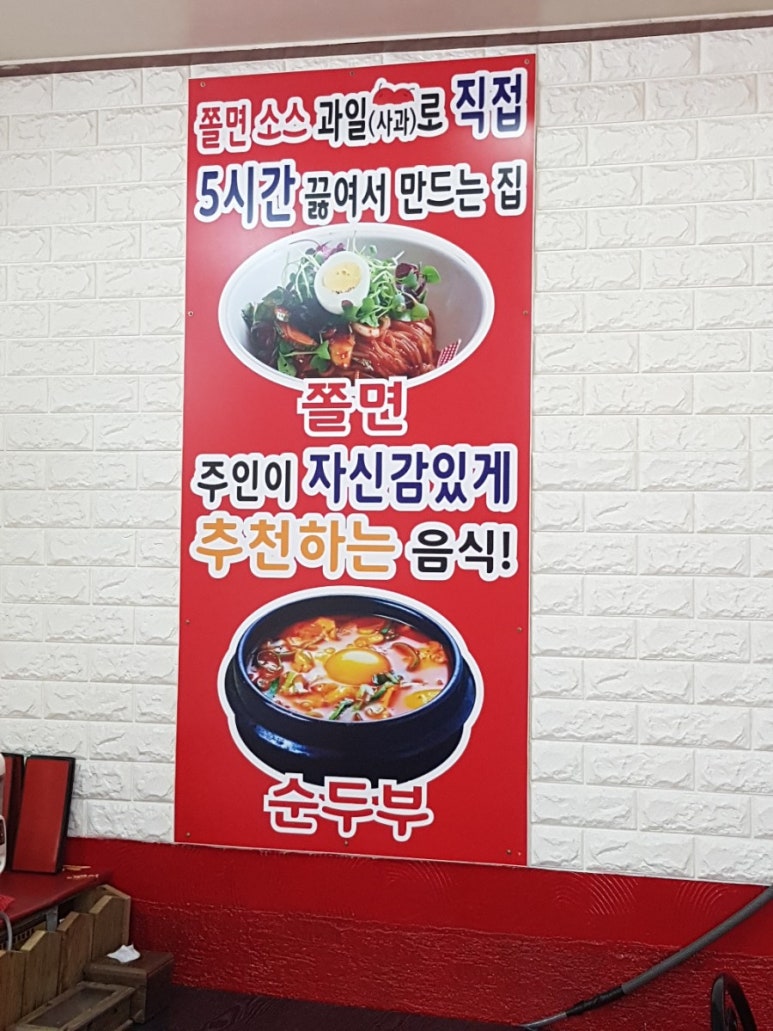 쫄면 소스 과일(사과)로 직접
5시간 끓여서 만드는 집
쫄면
주인이 자신감있게
추천하는 음식!
순두부